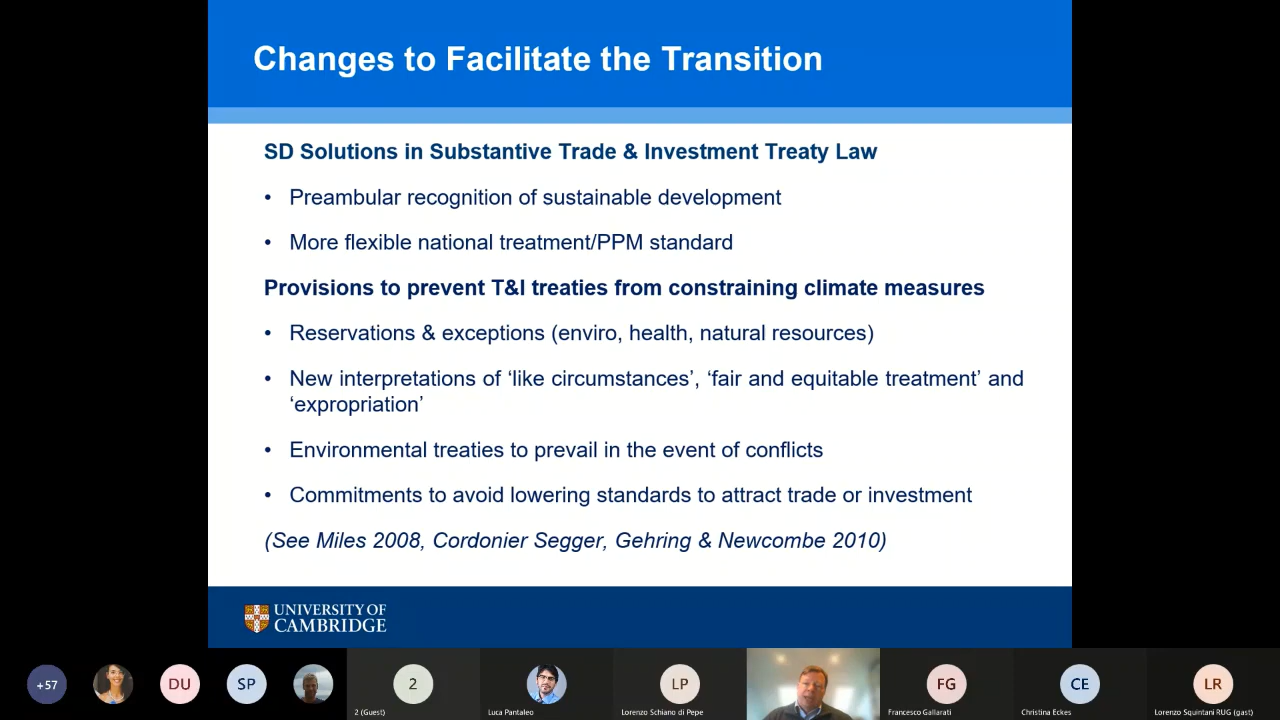 Changes to Facilitate the Transition
SD Solutions in Substantive Trade & Investment Treaty Law
• Preambular recognition of sustainable development
• More flexible national treatment/PPM standard
Provisions to prevent T&I treaties from constraining climate measures
• Reservations & exceptions (enviro, health, natural resources)
• New interpretations of ‘like circumstances’, ‘fair and equitable treatment’ and
‘expropriation’
• Environmental treaties to prevail in the event of conflicts
• Commitments to avoid lowering standards to attract trade or investment
(See Miles 2008, Cordonier Segger, Gehring & Newcombe 2010)
UNIVERSITY OF
CAMBRIDGE
+57
DU
SP
2
LP
FG
CE
LR
2 (Guest)
Luca Pantaleo
Lorenzo Schiano di Pepe
Francesco Gallarati
Christina Eckes
Lorenzo Squintani RUG (gast)